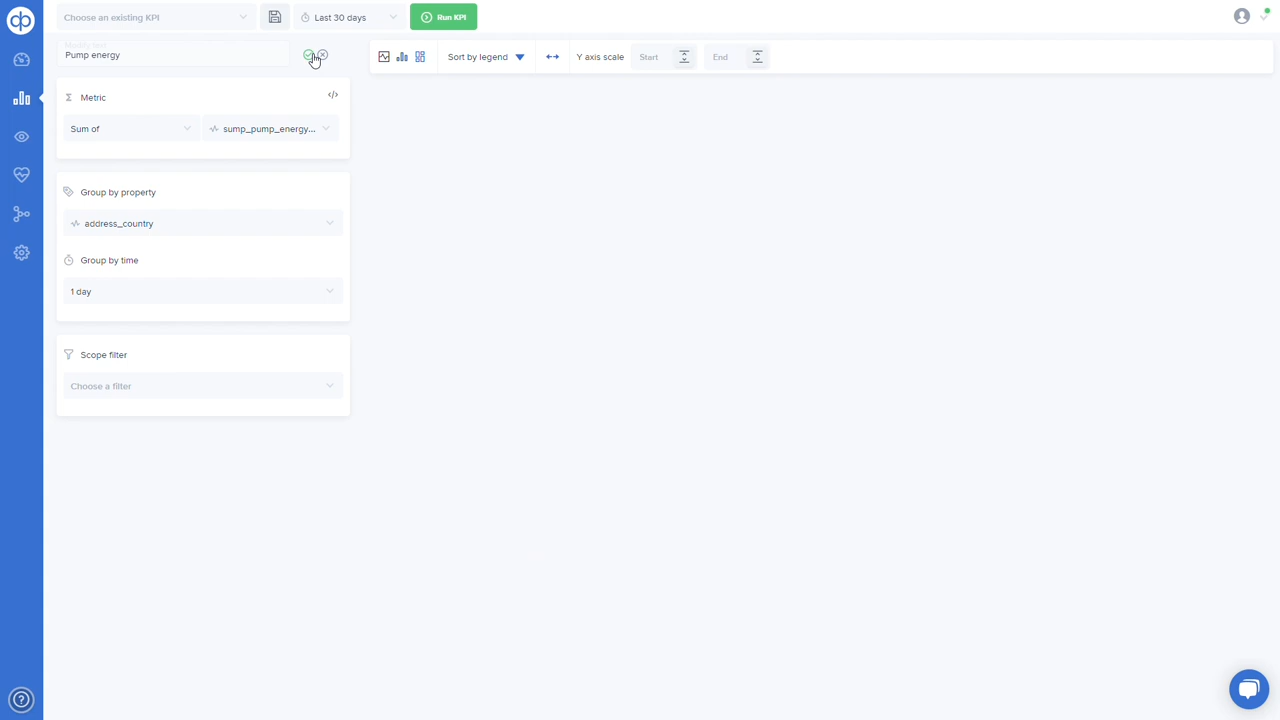 Choose an existing KPI
Last 30 days
Run KPI
Pump energy
Sort by legend
Y axis scale
Start
End
Metric
Sum of
sump_pump_energy...
Group by property
address_country
Group by time
1 day
Scope filter
Choose a filter